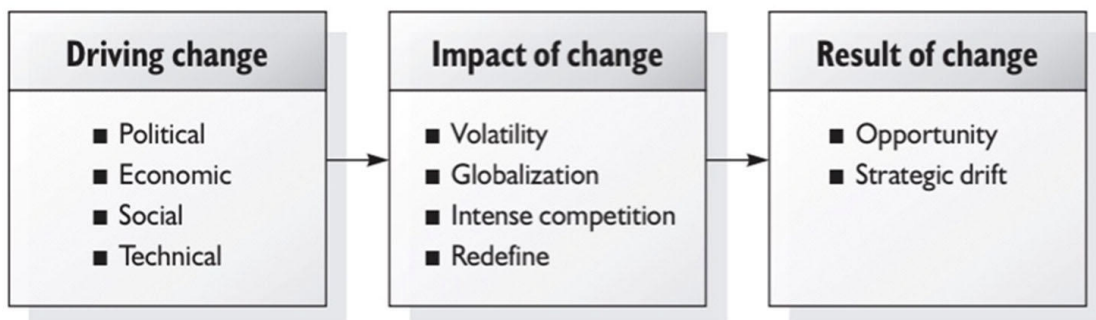 Driving change
■ Political
■ Economic
■ Social
■ Technical
Impact of change
■ Volatility
■ Globalization
■ Intense competition
■ Redefine
Result of change
■ Opportunity
■ Strategic drift